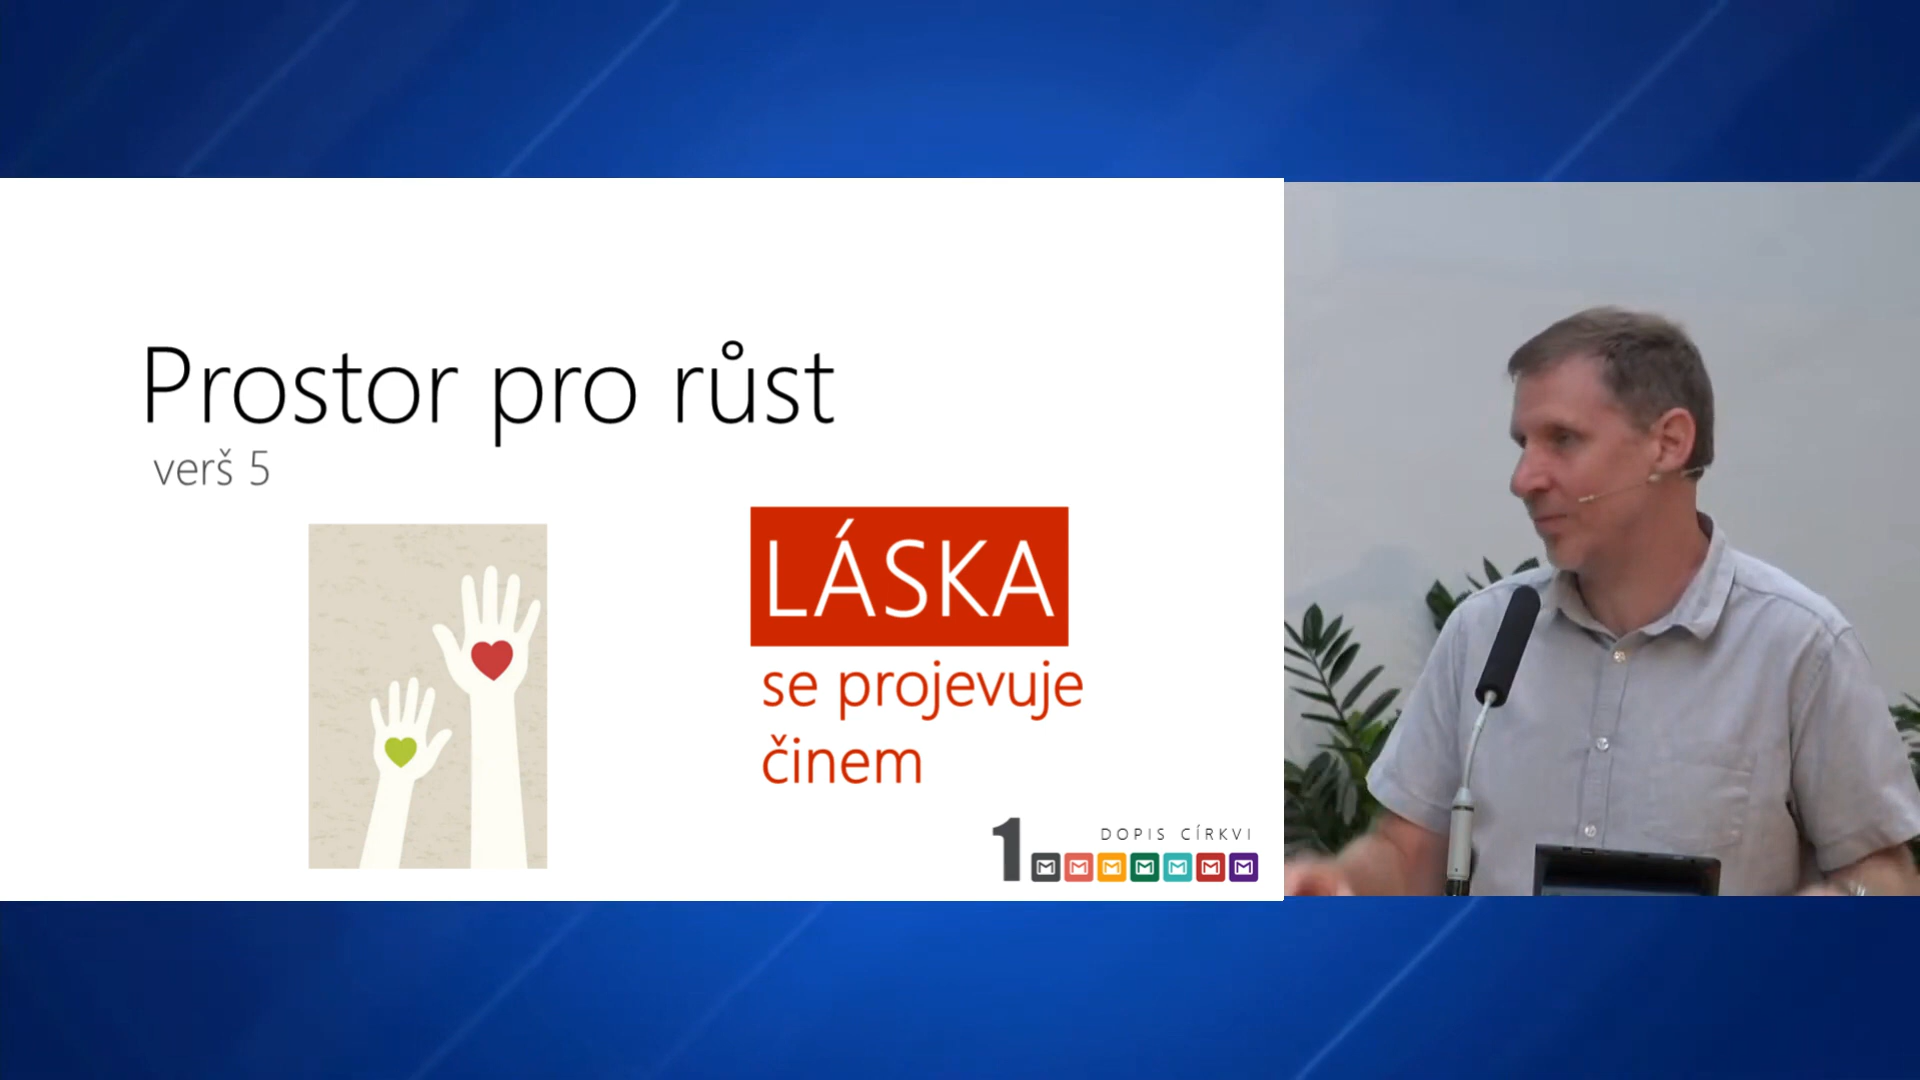 Prostor pro růst
verš 5
LÁSKA
se projevuje
činem
1 DOPIS CÍRKVI